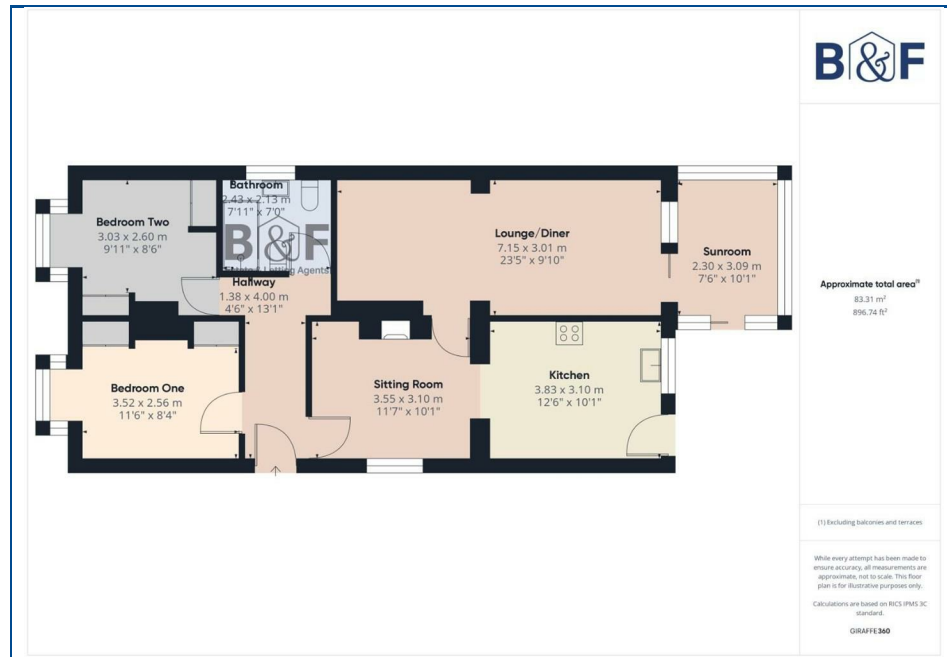 B&F
Bathroom
2.43 x 2.13 m
7'11" x 7'0"
Bedroom Two
3.03 x 2.60 m
9'11" x 8'6"
B&F
Estate & Letting Agents
Hallway
1.38 x 4.00 m
4'6" x 13'1"
Lounge/Diner
7.15 x 3.01 m
23'5" x 9'10"
Sunroom
2.30 x 3.09 m
7'6" x 10'1"
Bedroom One
3.52 x 2.56 m
11'6" x 8'4"
Sitting Room
3.55 x 3.10 m
11'7" x 10'1"
Kitchen
3.83 x 3.10 m
12'6" x 10'1"
Approximate total area⁽¹⁾
83.31 m²
896.74 ft²
(1) Excluding balconies and terraces
While every attempt has been made to
ensure accuracy, all measurements are
approximate, not to scale. This floor
plan is for illustrative purposes only.
Calculations are based on RICS IPMS 3C
standard.
GIRAFFE360